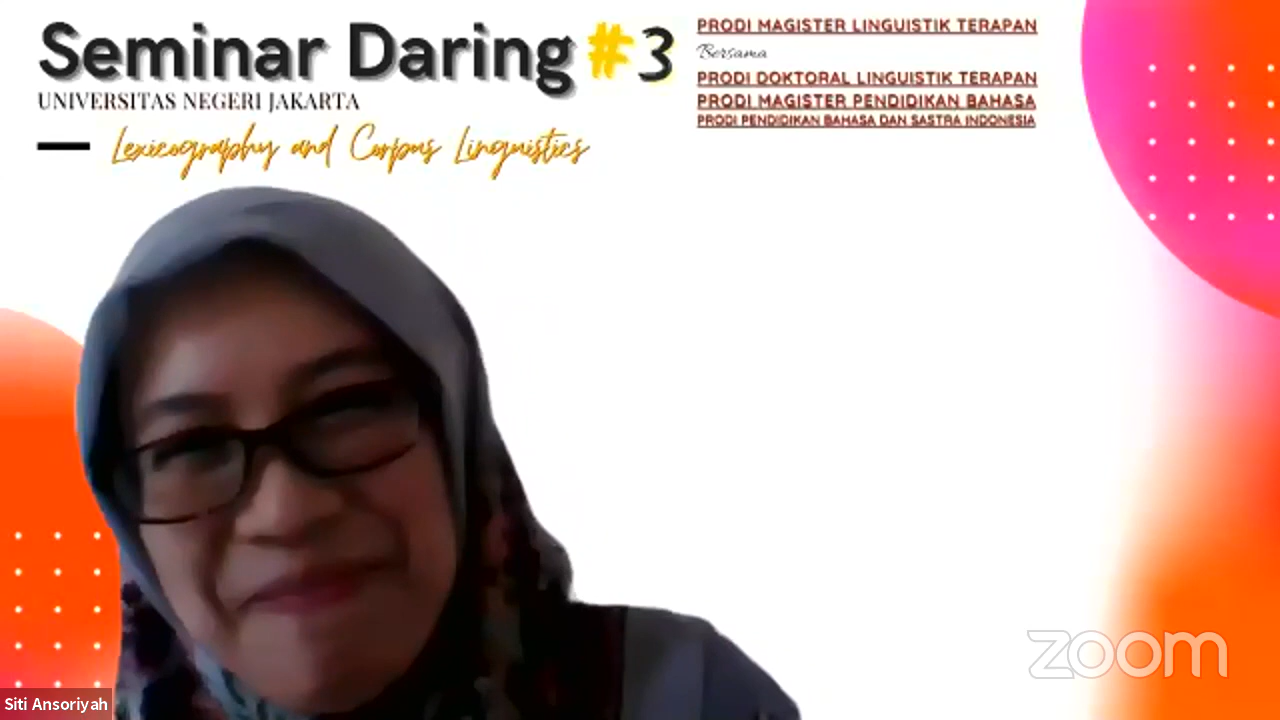 Seminar Daring #3
UNIVERSITAS NEGERI JAKARTA
Lexicography and Corpus Linguistics
PRODI MAGISTER LINGUISTIK TERAPAN
Bersama
PRODI DOKTORAL LINGUISTIK TERAPAN
PRODI MAGISTER PENDIDIKAN BAHASA
PRODI PENDIDIKAN BAHASA DAN SASTRA INDONESIA
Siti Ansoriyah
zoom